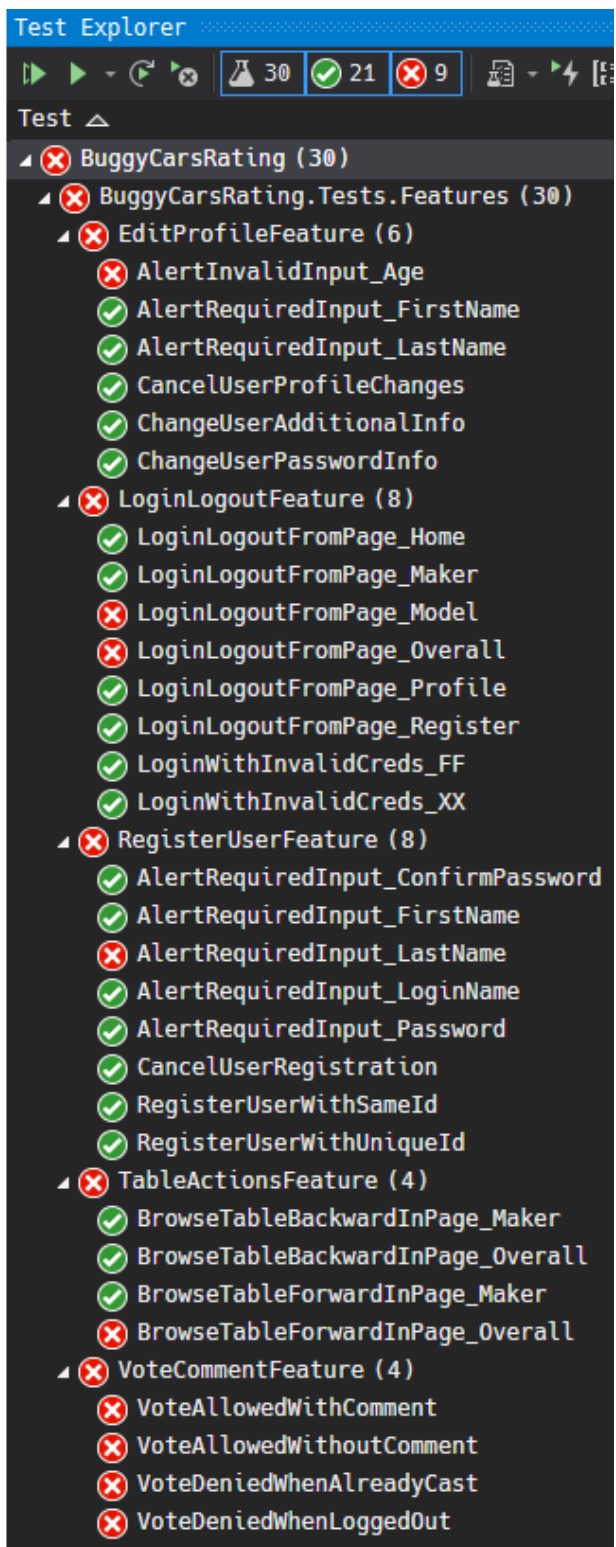 Test Explorer
30 21 9
Test
BuggyCarsRating (30)
BuggyCarsRating.Tests.Features (30)
EditProfileFeature (6)
AlertInvalidInput_Age
AlertRequiredInput_FirstName
AlertRequiredInput_LastName
CancelUserProfileChanges
ChangeUserAdditionalInfo
ChangeUserPasswordInfo
LoginLogoutFeature (8)
LoginLogoutFromPage_Home
LoginLogoutFromPage_Maker
LoginLogoutFromPage_Model
LoginLogoutFromPage_Overall
LoginLogoutFromPage_Profile
LoginLogoutFromPage_Register
LoginWithInvalidCreds_FF
LoginWithInvalidCreds_XX
RegisterUserFeature (8)
AlertRequiredInput_ConfirmPassword
AlertRequiredInput_FirstName
AlertRequiredInput_LastName
AlertRequiredInput_LoginName
AlertRequiredInput_Password
CancelUserRegistration
RegisterUserWithSameId
RegisterUserWithUniqueId
TableActionsFeature (4)
BrowseTableBackwardInPage_Maker
BrowseTableBackwardInPage_Overall
BrowseTableForwardInPage_Maker
BrowseTableForwardInPage_Overall
VoteCommentFeature (4)
VoteAllowedWithComment
VoteAllowedWithoutComment
VoteDeniedWhenAlreadyCast
VoteDeniedWhenLoggedOut